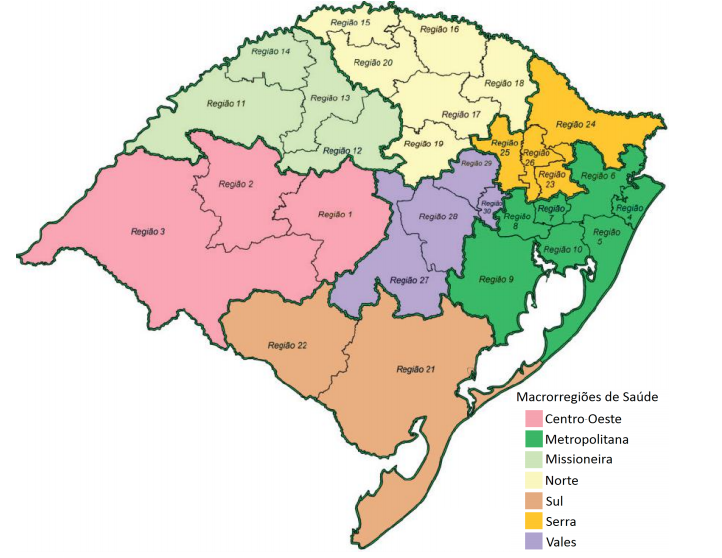 Região 15
Região 16
Região 14
Região 20
Região 18
Região 11
Região 13
Região 17
Região 24
Região 19
Região 25
Região 12
Região 26
Região 29
Região 23
Região 6
Região 2
Região 30
Região 1
Região 28
Região 8
Região 7
Região 4
Região 3
Região 5
Região 10
Região 27
Região 9
Região 22
Região 21
Macrorregiões de Saúde
Centro-Oeste
Metropolitana
Missioneira
Norte
Sul
Serra
Vales